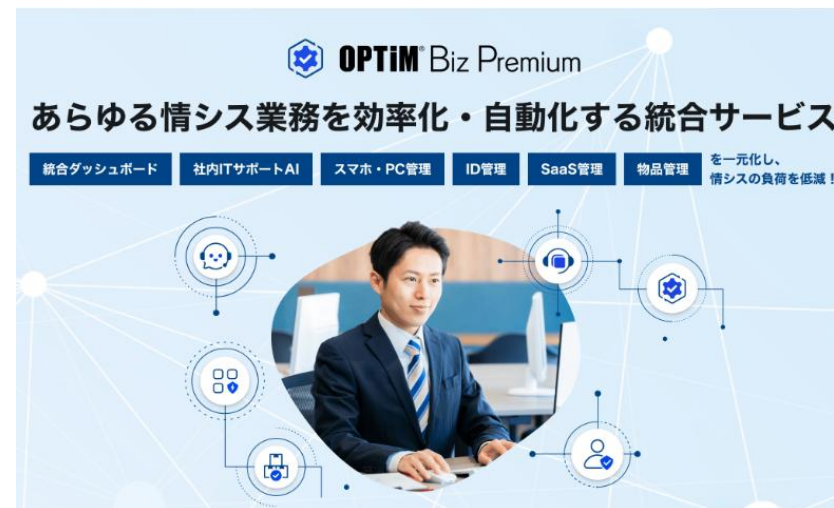 OPTiM® Biz Premium
あらゆる情シス業務を効率化・自動化する統合サービス
統合ダッシュボード 社内ITサポートAI スマホ・PC管理 ID管理 SaaS管理 物品管理 を一元化し、
情シスの負荷を低減!